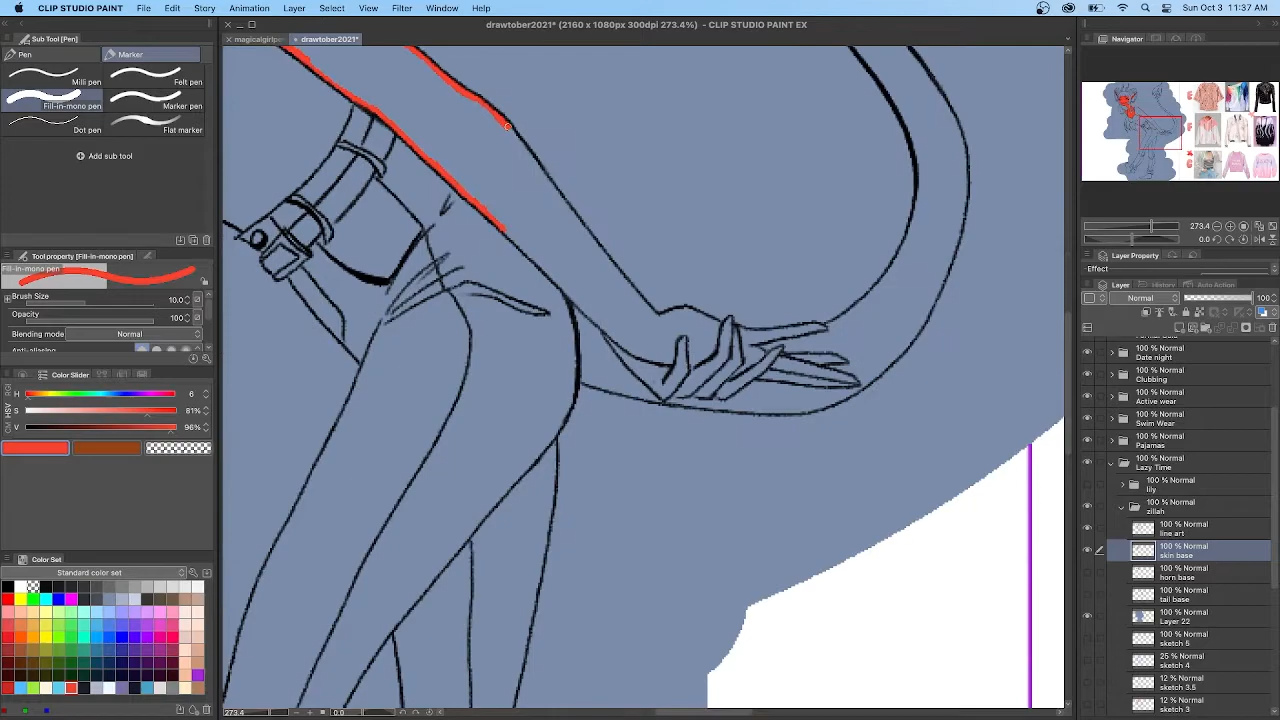 CLIP STUDIO PAINT
File
Edit
Story
Animation
Layer
Select
View
Filter
Window
Help
Sun Oct 3 11:37 AM
drawtober2021* (2160 x 1080px 300dpi 273.4%) - CLIP STUDIO PAINT EX
Sub Tool [Pen]
magicalgirlpe
drawtober2021*
Pen
Marker
Milli pen
Felt pen
Fill-in-mono pen
Marker pen
Dot pen
Flat marker
Add sub tool
Tool property [Fill-in-mono pen]
Fill-in-mono pen
Brush Size
10.0
Opacity
100
Blending mode
Normal
Anti-aliasing
Color Slider
H
6
S
81%
V
96%
Color Set
Standard color set
273.4
0.0
Navigator
273.4
0.0
Layer Property
Effect
Layer
History
Auto Action
Normal
100
Date night
100 % Normal
Clubbing
100 % Normal
Active wear
100 % Normal
Swim Wear
100 % Normal
Pajamas
100 % Normal
Lazy Time
100 % Normal
lily
100 % Normal
zillah
100 % Normal
line art
100 % Normal
skin base
100 % Normal
horn base
100 % Normal
tail base
100 % Normal
Layer 22
100 % Normal
sketch 5
25 % Normal
sketch 4
12 % Normal
sketch 3.5
12 % Normal
sketch 3